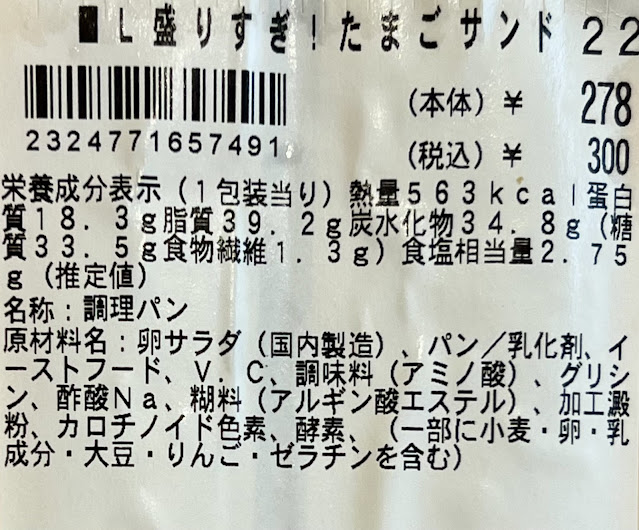 ■L盛りすぎ!たまごサンド22
(本体)¥ 278
2324771657491
(税込)¥ 300
栄養成分表示(1包装当り)熱量563kcal蛋白
質18.3g脂質39.2g炭水化物34.8g(糖
質33.5g食物繊維1.3g)食塩相当量2.75
g(推定値)
名称:調理パン
原材料名:卵サラダ(国内製造)、パン/乳化剤、イ
ーストフード、V.C、調味料(アミノ酸)、グリシ
ン、酢酸Na、糊料(アルギン酸エステル)、加工澱
粉、カロチノイド色素、酵素、(一部に小麦・卵・乳
成分・大豆・りんご・ゼラチンを含む)